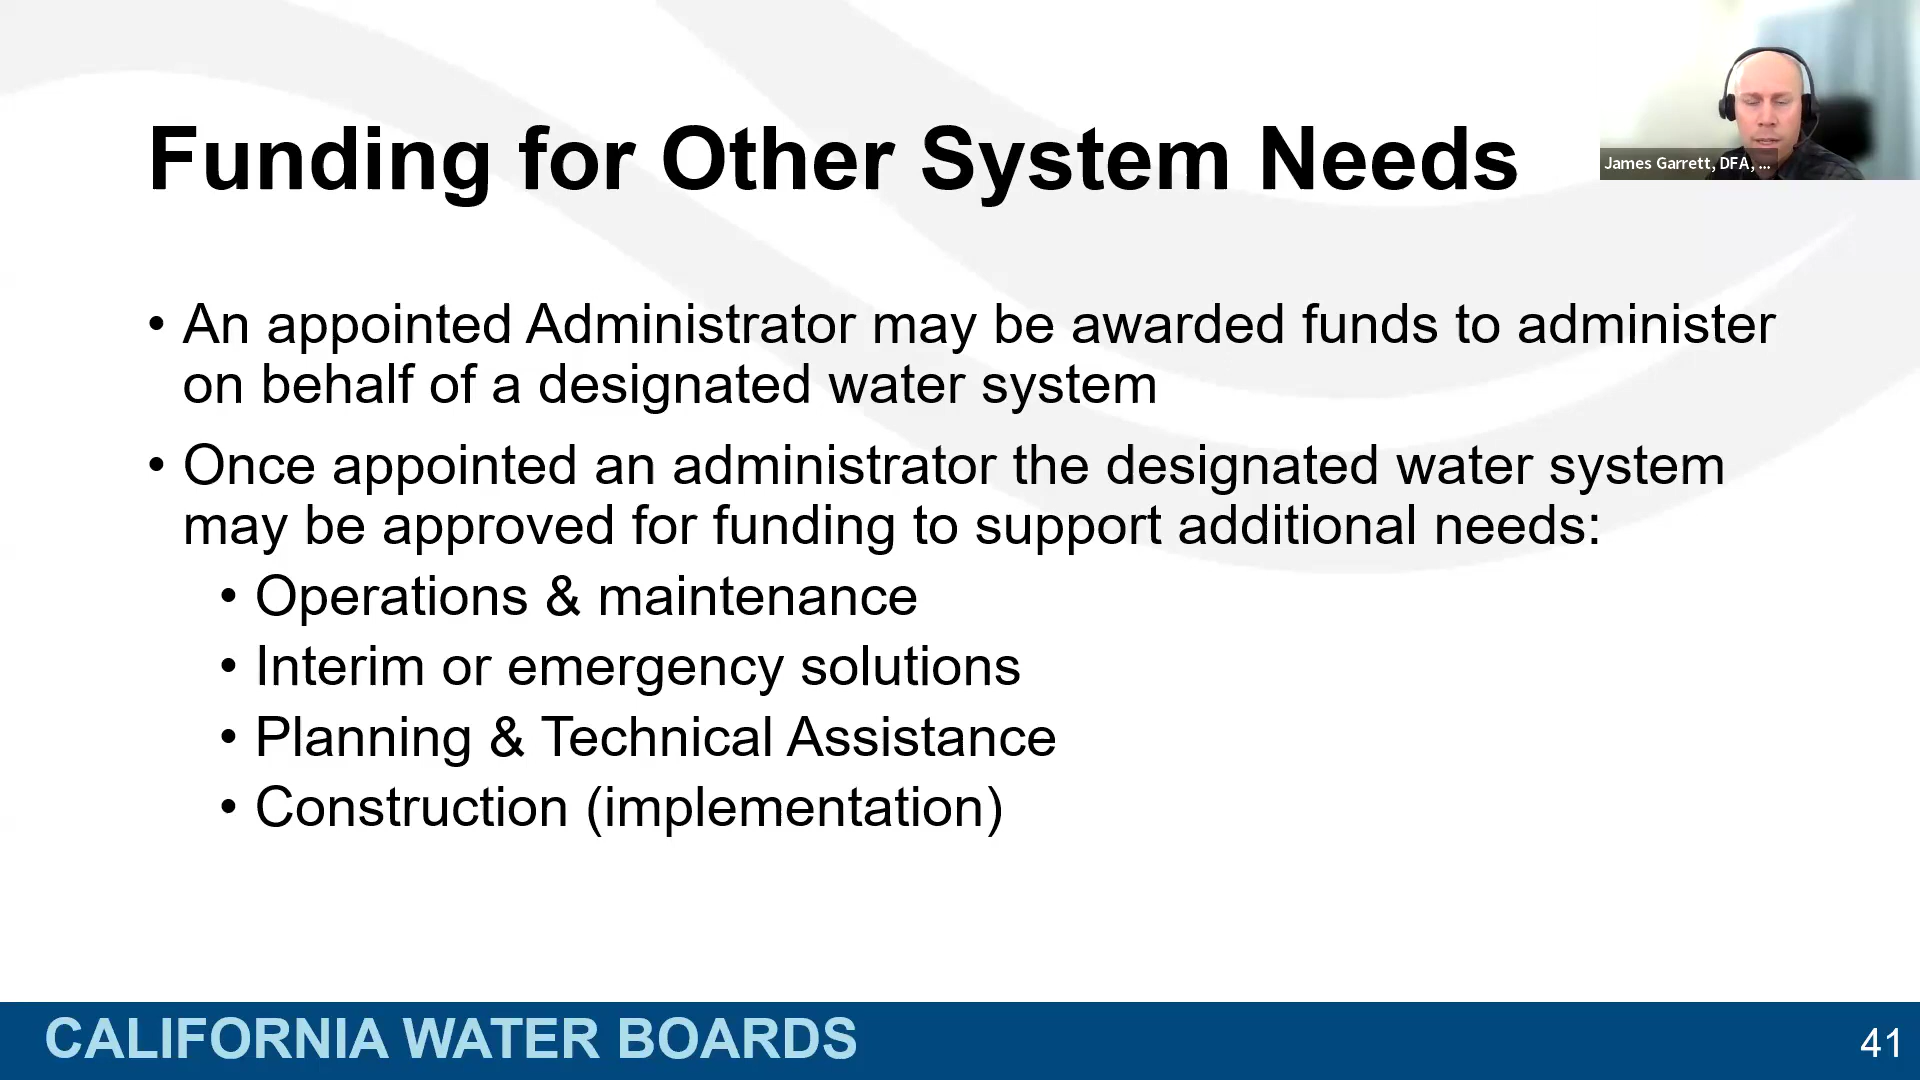 Funding for Other System Needs
James Garrett, DFA, ...
• An appointed Administrator may be awarded funds to administer
on behalf of a designated water system
• Once appointed an administrator the designated water system
may be approved for funding to support additional needs:
• Operations & maintenance
• Interim or emergency solutions
• Planning & Technical Assistance
• Construction (implementation)
CALIFORNIA WATER BOARDS
41